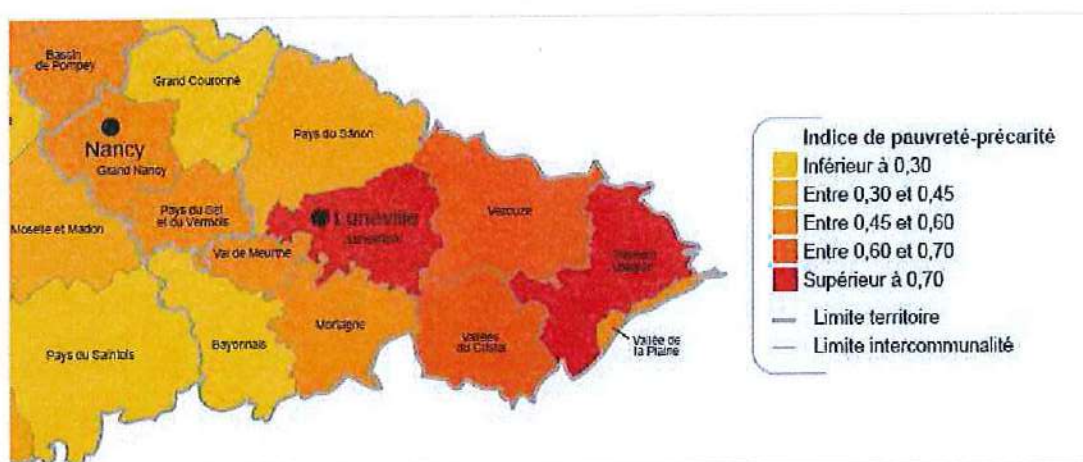 Bassin
de Pompey
Grand Couronné
Nancy
Grand Nancy
Pays du Sânon
Pays du Sel
et du Vermois
Moselle et Madon
Lunéville
Vezouze
Val de Meurthe
Pays du Saintois
Bayonnais
Mortagne
Vallées
du Cristal
Vallée de
la Plaine
Indice de pauvreté-précarité
Inférieur à 0,30
Entre 0,30 et 0,45
Entre 0,45 et 0,60
Entre 0,60 et 0,70
Supérieur à 0,70
Limite territoire
Limite intercommunalité